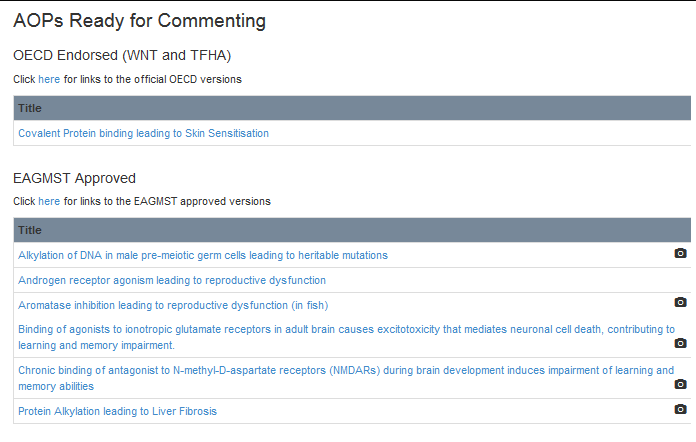 AOPs Ready for Commenting
OECD Endorsed (WNT and TFHA)
Click here for links to the official OECD versions
Title
Covalent Protein binding leading to Skin Sensitisation
EAGMST Approved
Click here for links to the EAGMST approved versions
Title
Alkylation of DNA in male pre-meiotic germ cells leading to heritable mutations
Androgen receptor agonism leading to reproductive dysfunction
Aromatase inhibition leading to reproductive dysfunction (in fish)
Binding of agonists to ionotropic glutamate receptors in adult brain causes excitotoxicity that mediates neuronal cell death, contributing to
learning and memory impairment.
Chronic binding of antagonist to N-methyl-D-aspartate receptors (NMDARs) during brain development induces impairment of learning and
memory abilities
Protein Alkylation leading to Liver Fibrosis